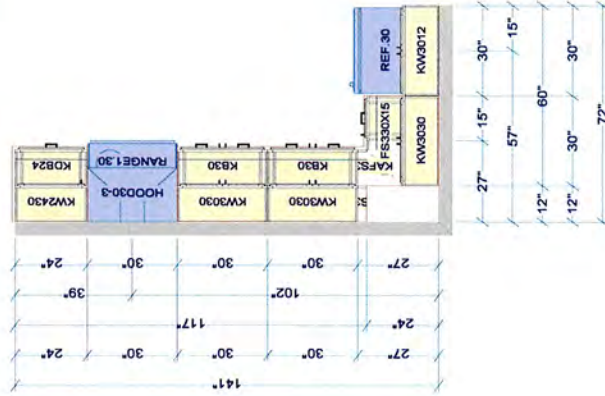 REF.30
KW3012
FS330X15
KW3030
KDB24
RANGE1.30
KB30
KB30
KAFS
KW2430
HOOD30-3
KW3030
KW3030
30"
15"
30"
15"
60"
57"
30"
72"
27"
12"
12"
24"
30"
30"
30"
27"
39"
102"
117"
24"
24"
30"
30"
30"
27"
141"